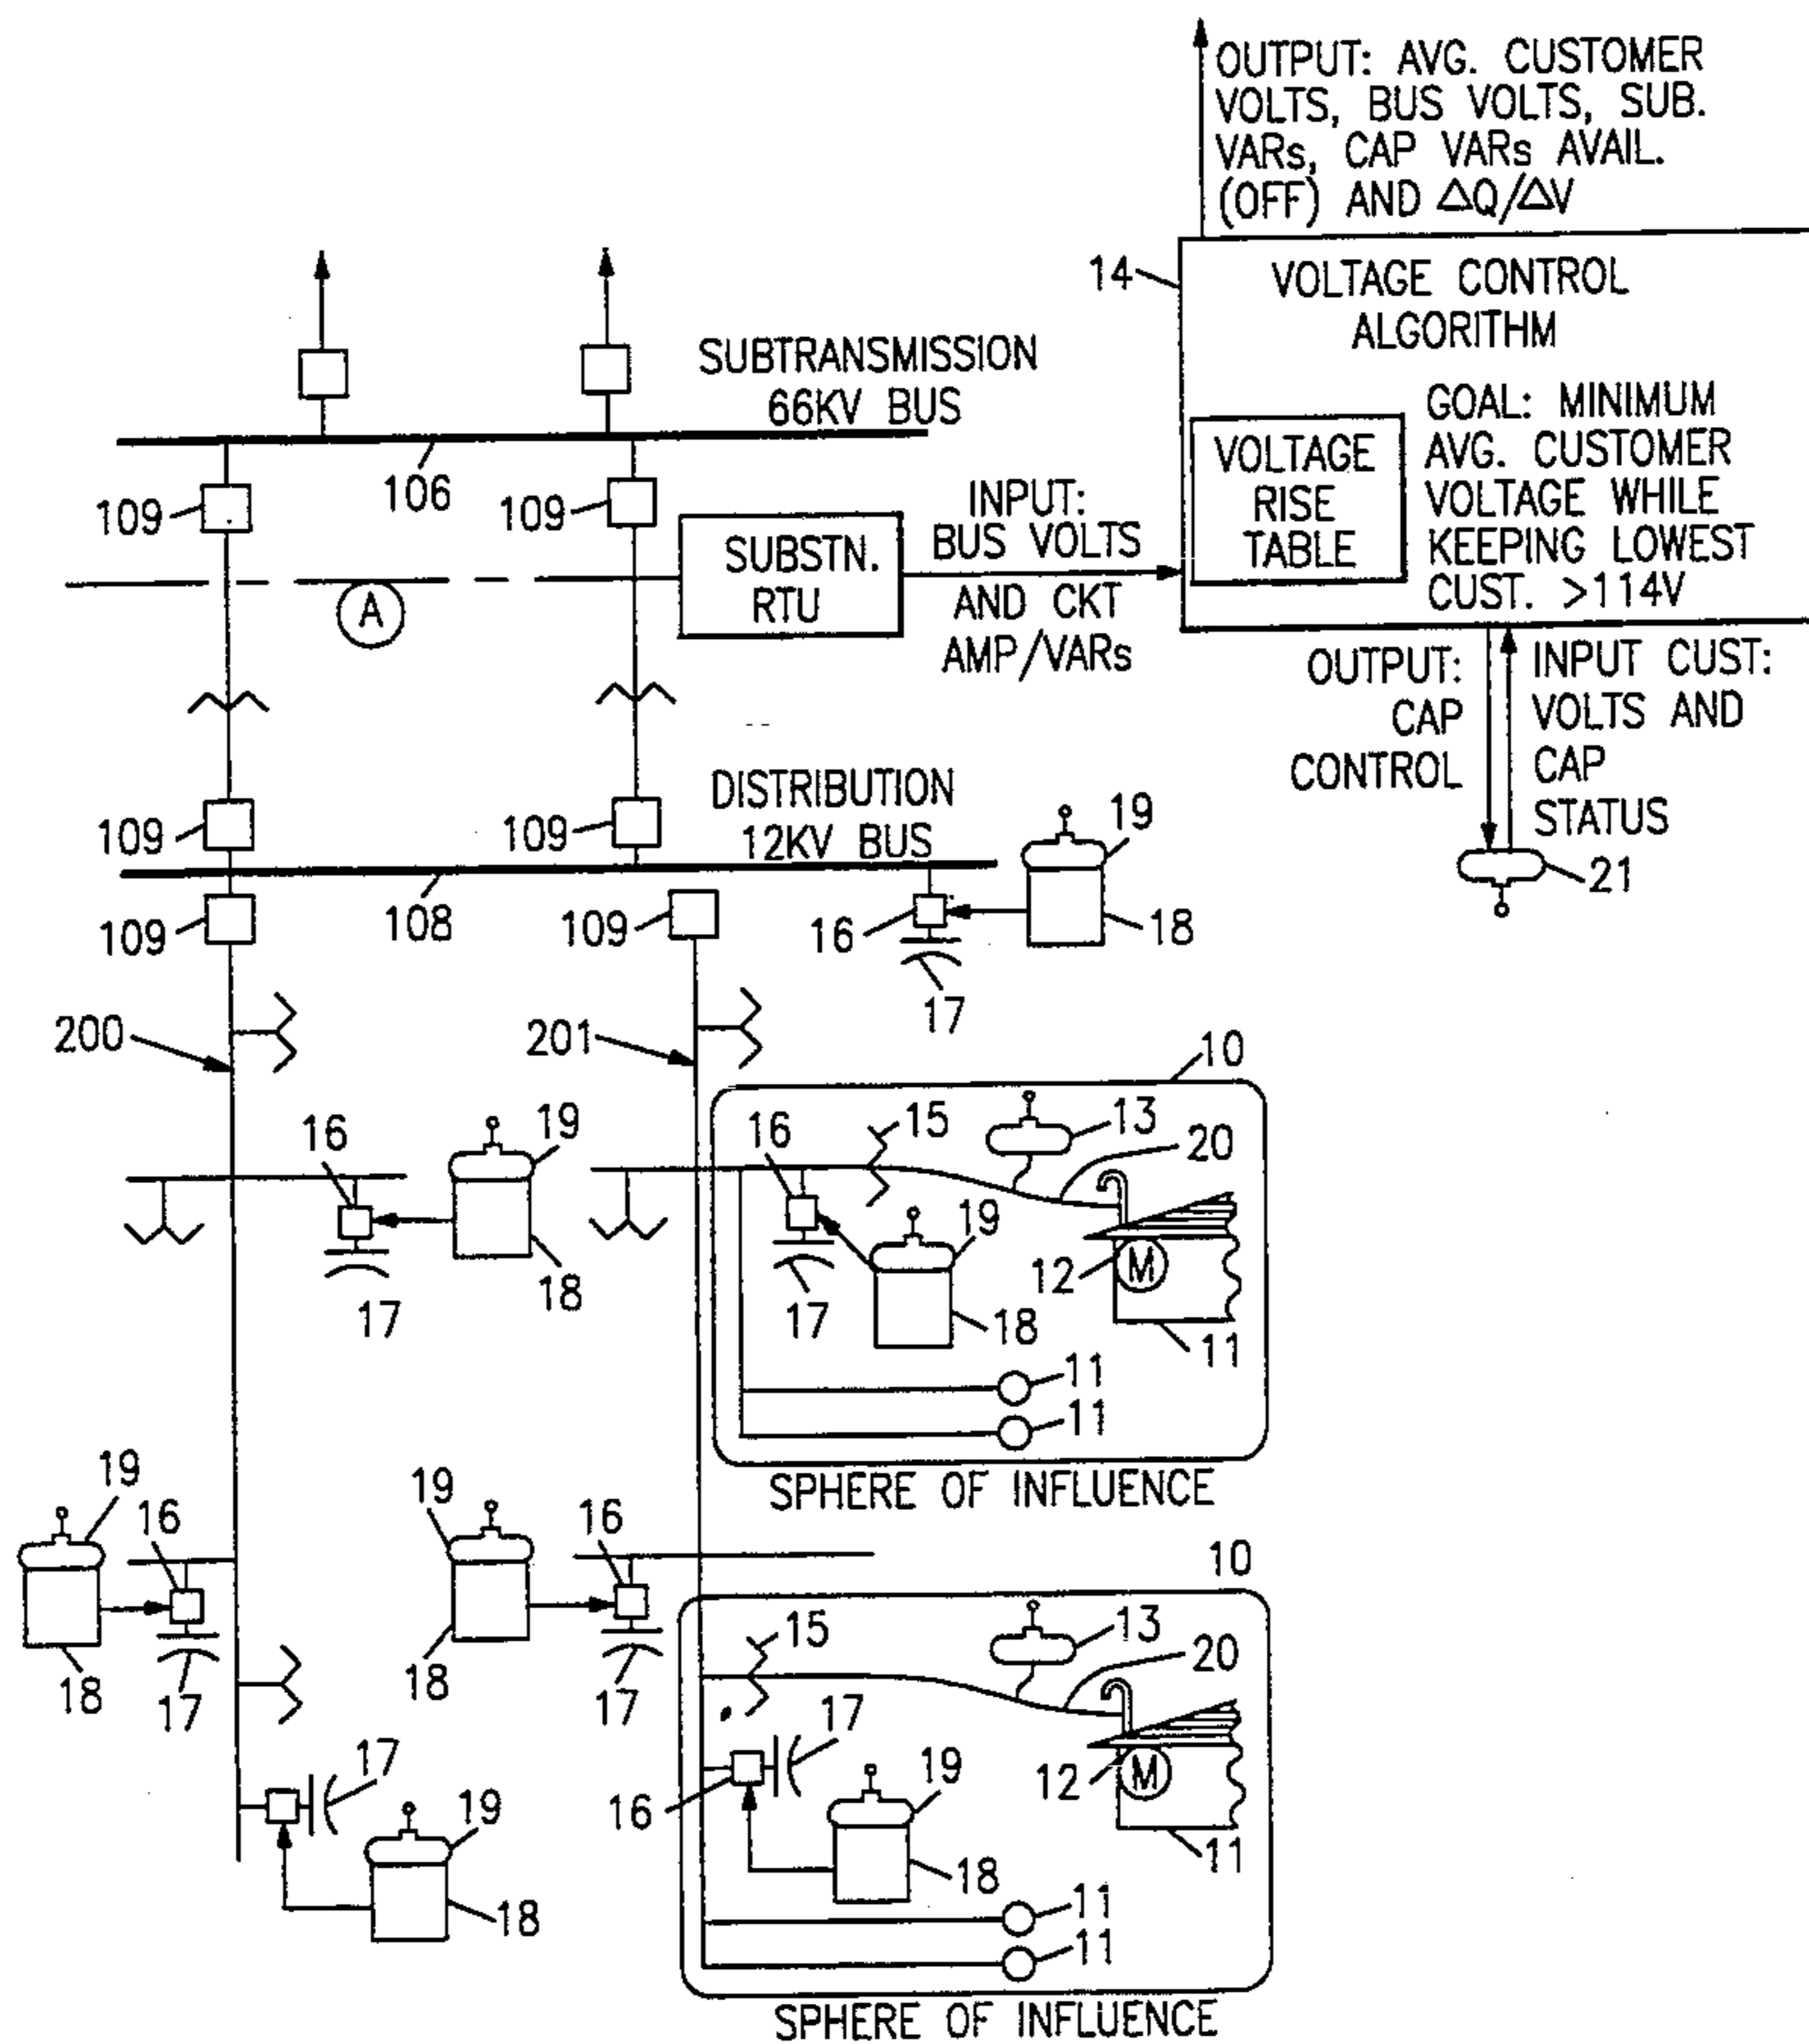 OUTPUT: AVG. CUSTOMER
VOLTS, BUS VOLTS, SUB.
VARs, CAP VARs AVAIL.
(OFF) AND △Q/△V
14
VOLTAGE CONTROL
ALGORITHM
GOAL: MINIMUM
AVG. CUSTOMER
VOLTAGE WHILE
KEEPING LOWEST
CUST. >114V
VOLTAGE
RISE
TABLE
SUBTRANSMISSION
66KV BUS
106
109
109
A
SUBSTN.
RTU
INPUT:
BUS VOLTS
AND CKT
AMP/VARs
OUTPUT:
CAP
CONTROL
INPUT CUST:
VOLTS AND
CAP
STATUS
21
109
109
DISTRIBUTION
12KV BUS
19
109
108
109
16
18
17
200
201
10
16
19
16
15
13
20
17
18
17
19
18
12
M
11
11
11
SPHERE OF INFLUENCE
19
16
19
16
10
18
17
18
17
15
13
20
17
19
18
16
17
19
18
12
M
11
11
11
SPHERE OF INFLUENCE